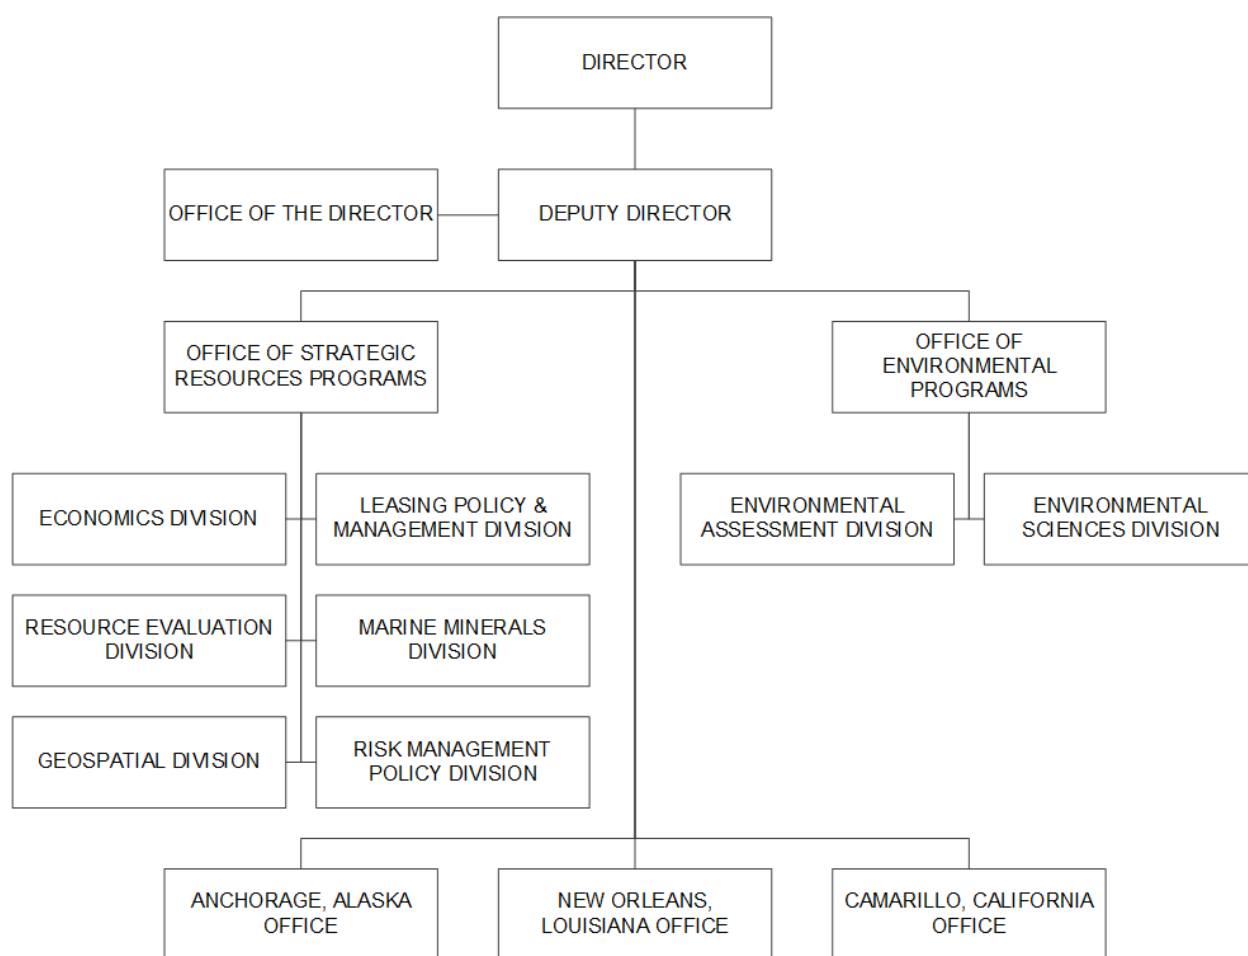 DIRECTOR
OFFICE OF THE DIRECTOR
DEPUTY DIRECTOR
OFFICE OF STRATEGIC
RESOURCES PROGRAMS
OFFICE OF
ENVIRONMENTAL
PROGRAMS
ECONOMICS DIVISION
LEASING POLICY &
MANAGEMENT DIVISION
ENVIRONMENTAL
ASSESSMENT DIVISION
ENVIRONMENTAL
SCIENCES DIVISION
RESOURCE EVALUATION
DIVISION
MARINE MINERALS
DIVISION
GEOSPATIAL DIVISION
RISK MANAGEMENT
POLICY DIVISION
ANCHORAGE, ALASKA
OFFICE
NEW ORLEANS,
LOUISIANA OFFICE
CAMARILLO, CALIFORNIA
OFFICE